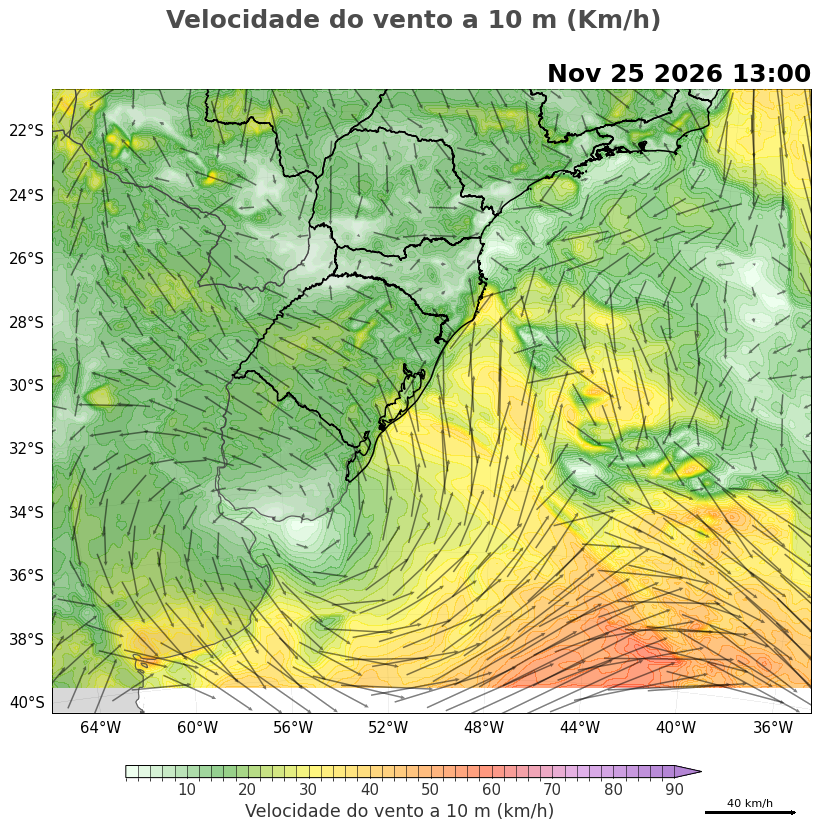 Velocidade do vento a 10 m (Km/h)
Nov 25 2026 13:00
22°S
24°S
26°S
28°S
30°S
32°S
34°S
36°S
38°S
40°S
64°W 60°W 56°W 52°W 48°W 44°W 40°W 36°W
10 20 30 40 50 60 70 80 90
Velocidade do vento a 10 m (km/h)
40 km/h